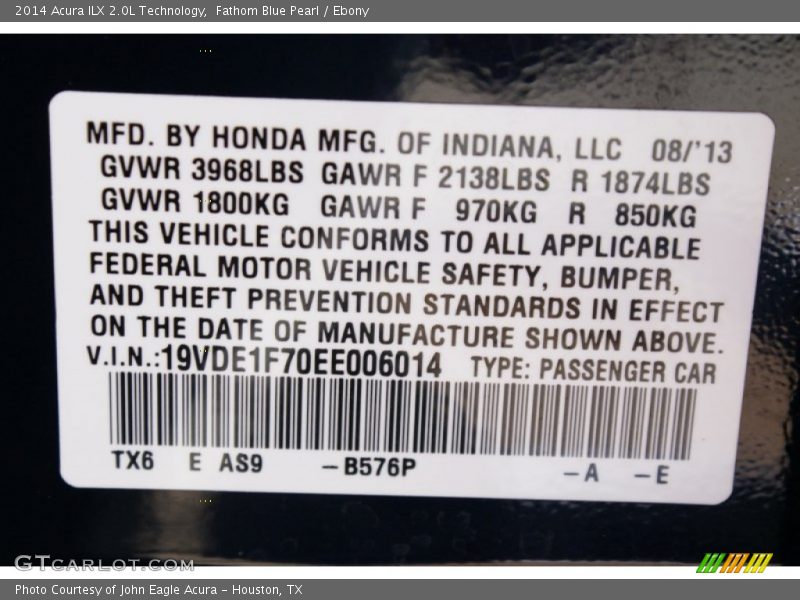 2014 Acura ILX 2.0L Technology,  Fathom Blue Pearl / Ebony
MFD. BY HONDA MFG. OF INDIANA, LLC 08/'13
GVWR 3968LBS GAWR F 2138LBS R 1874LBS
GVWR 1800KG GAWR F 970KG R 850KG
THIS VEHICLE CONFORMS TO ALL APPLICABLE
FEDERAL MOTOR VEHICLE SAFETY, BUMPER,
AND THEFT PREVENTION STANDARDS IN EFFECT
ON THE DATE OF MANUFACTURE SHOWN ABOVE.
V.I.N.:19VDE1F70EE006014 TYPE: PASSENGER CAR
TX6 E AS9 –B576P –A –E
GTCARLOT.COM
Photo Courtesy of John Eagle Acura - Houston, TX